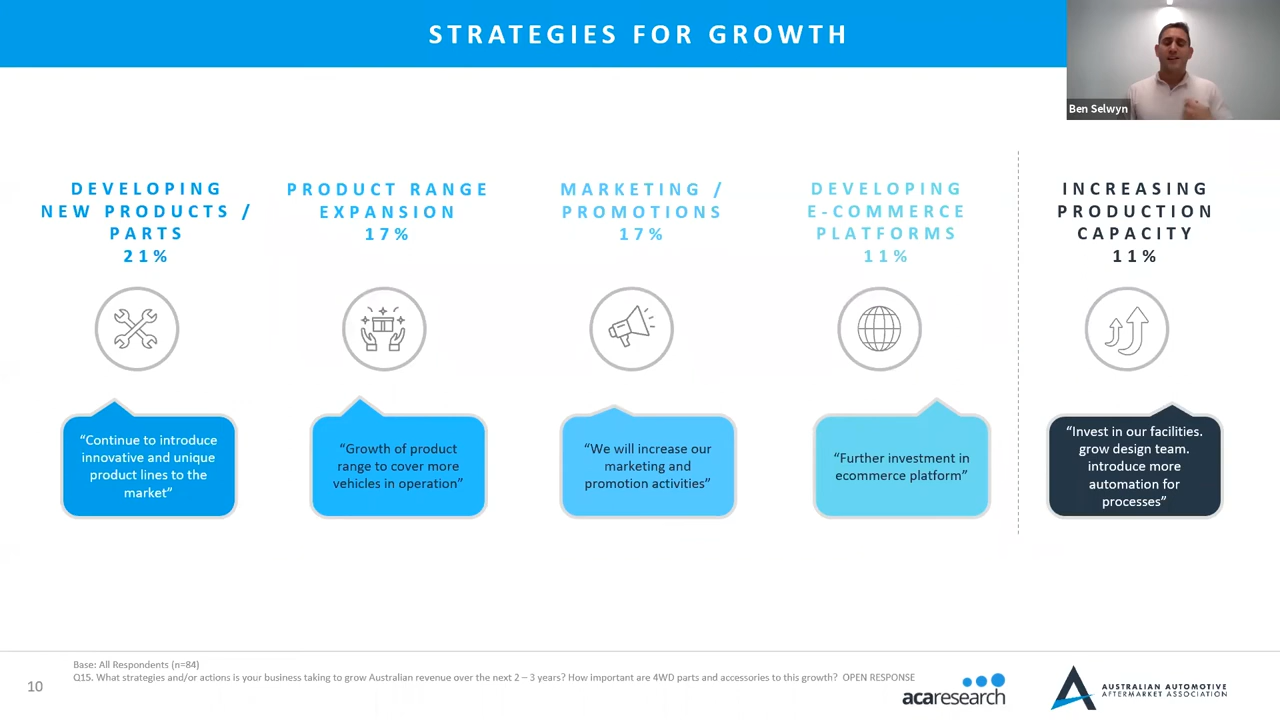 STRATEGIES FOR GROWTH
Ben Selwyn
DEVELOPING
NEW PRODUCTS /
PARTS
21%
PRODUCT RANGE
EXPANSION
17%
MARKETING /
PROMOTIONS
17%
DEVELOPING
E-COMMERCE
PLATFORMS
11%
INCREASING
PRODUCTION
CAPACITY
11%
“Continue to introduce
innovative and unique
product lines to the
market”
“Growth of product
range to cover more
vehicles in operation”
“We will increase our
marketing and
promotion activities”
“Further investment in
ecommerce platform”
“Invest in our facilities.
grow design team.
introduce more
automation for
processes”
Base: All Respondents (n=84)
Q15. What strategies and/or actions is your business taking to grow Australian revenue over the next 2 – 3 years? How important are 4WD parts and accessories to this growth? OPEN RESPONSE
10
acaresearch
AUSTRALIAN AUTOMOTIVE
AFTERMARKET ASSOCIATION